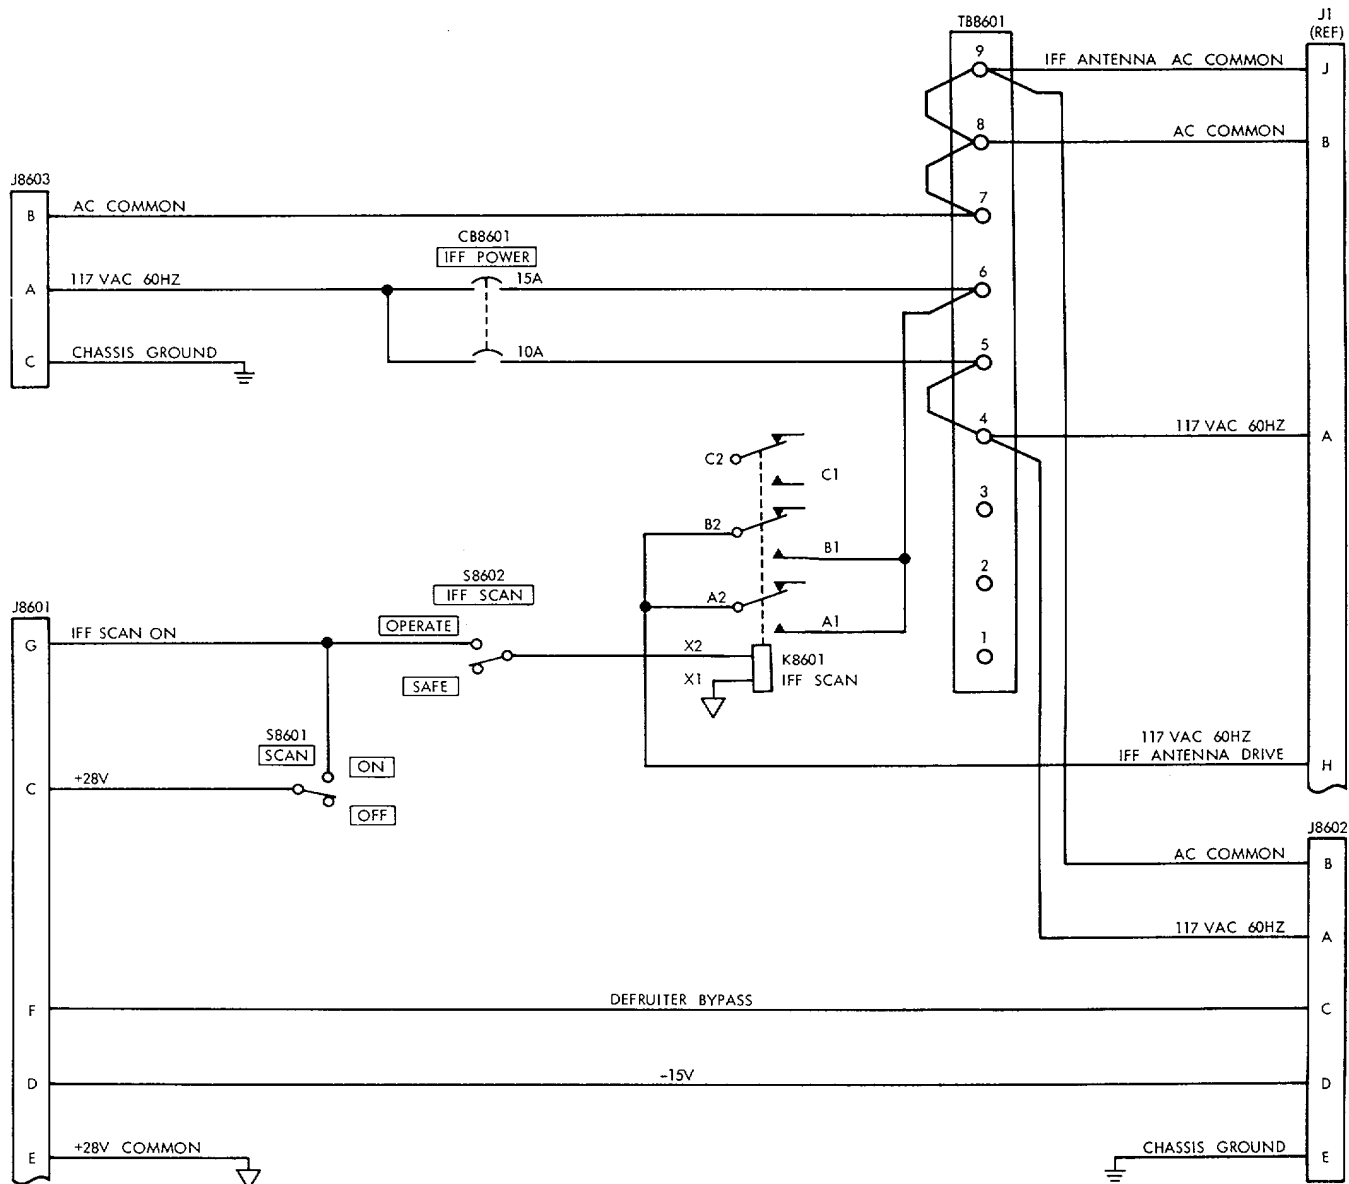 J1
(REF)
TB8601
9
IFF ANTENNA AC COMMON
J
8
AC COMMON
B
J8603
B
AC COMMON
7
CB8601
IFF POWER
A
117 VAC 60HZ
15A
6
C
CHASSIS GROUND
10A
5
4
117 VAC 60HZ
A
C2
C1
3
B2
B1
2
S8602
IFF SCAN
A2
A1
J8601
G
IFF SCAN ON
OPERATE
X2
K8601
IFF SCAN
1
SAFE
X1
S8601
SCAN
ON
117 VAC 60HZ
IFF ANTENNA DRIVE
H
C
+28V
OFF
J8602
AC COMMON
B
117 VAC 60HZ
A
F
DEFRUITER BYPASS
C
D
-15V
D
E
+28V COMMON
CHASSIS GROUND
E